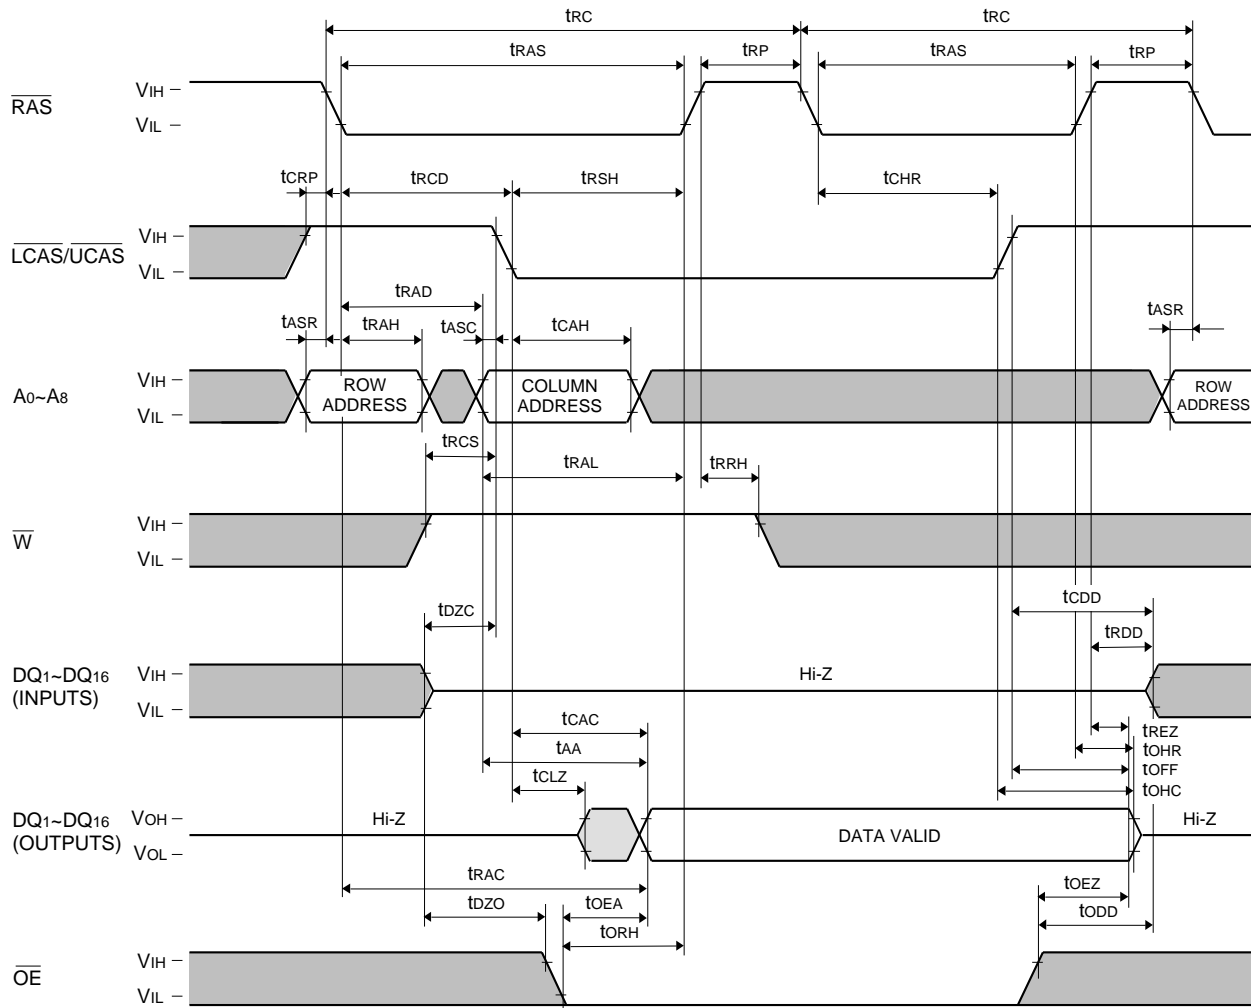 tRC tRC
tRAS tRP tRAS tRP
RAS
VIH
VIL
tCRP tRCD tRSH tCHR
LCAS/UCAS
VIH
VIL
tRAD
tASR tRAH tASC tCAH tASR
A0~A8
VIH
VIL
ROW ADDRESS
COLUMN ADDRESS
ROW ADDRESS
tRCS tRAL tRRH
W
VIH
VIL
tDZC tCDD
tRDD
DQ1~DQ16
(INPUTS)
VIH
VIL
Hi-Z
tCAC tREZ
tAA tOHR
tCLZ tOFF
tOHC
DQ1~DQ16
(OUTPUTS)
VOH
VOL
Hi-Z DATA VALID Hi-Z
tRAC tOEZ
tDZO tOEA tODD
tORH
OE
VIH
VIL